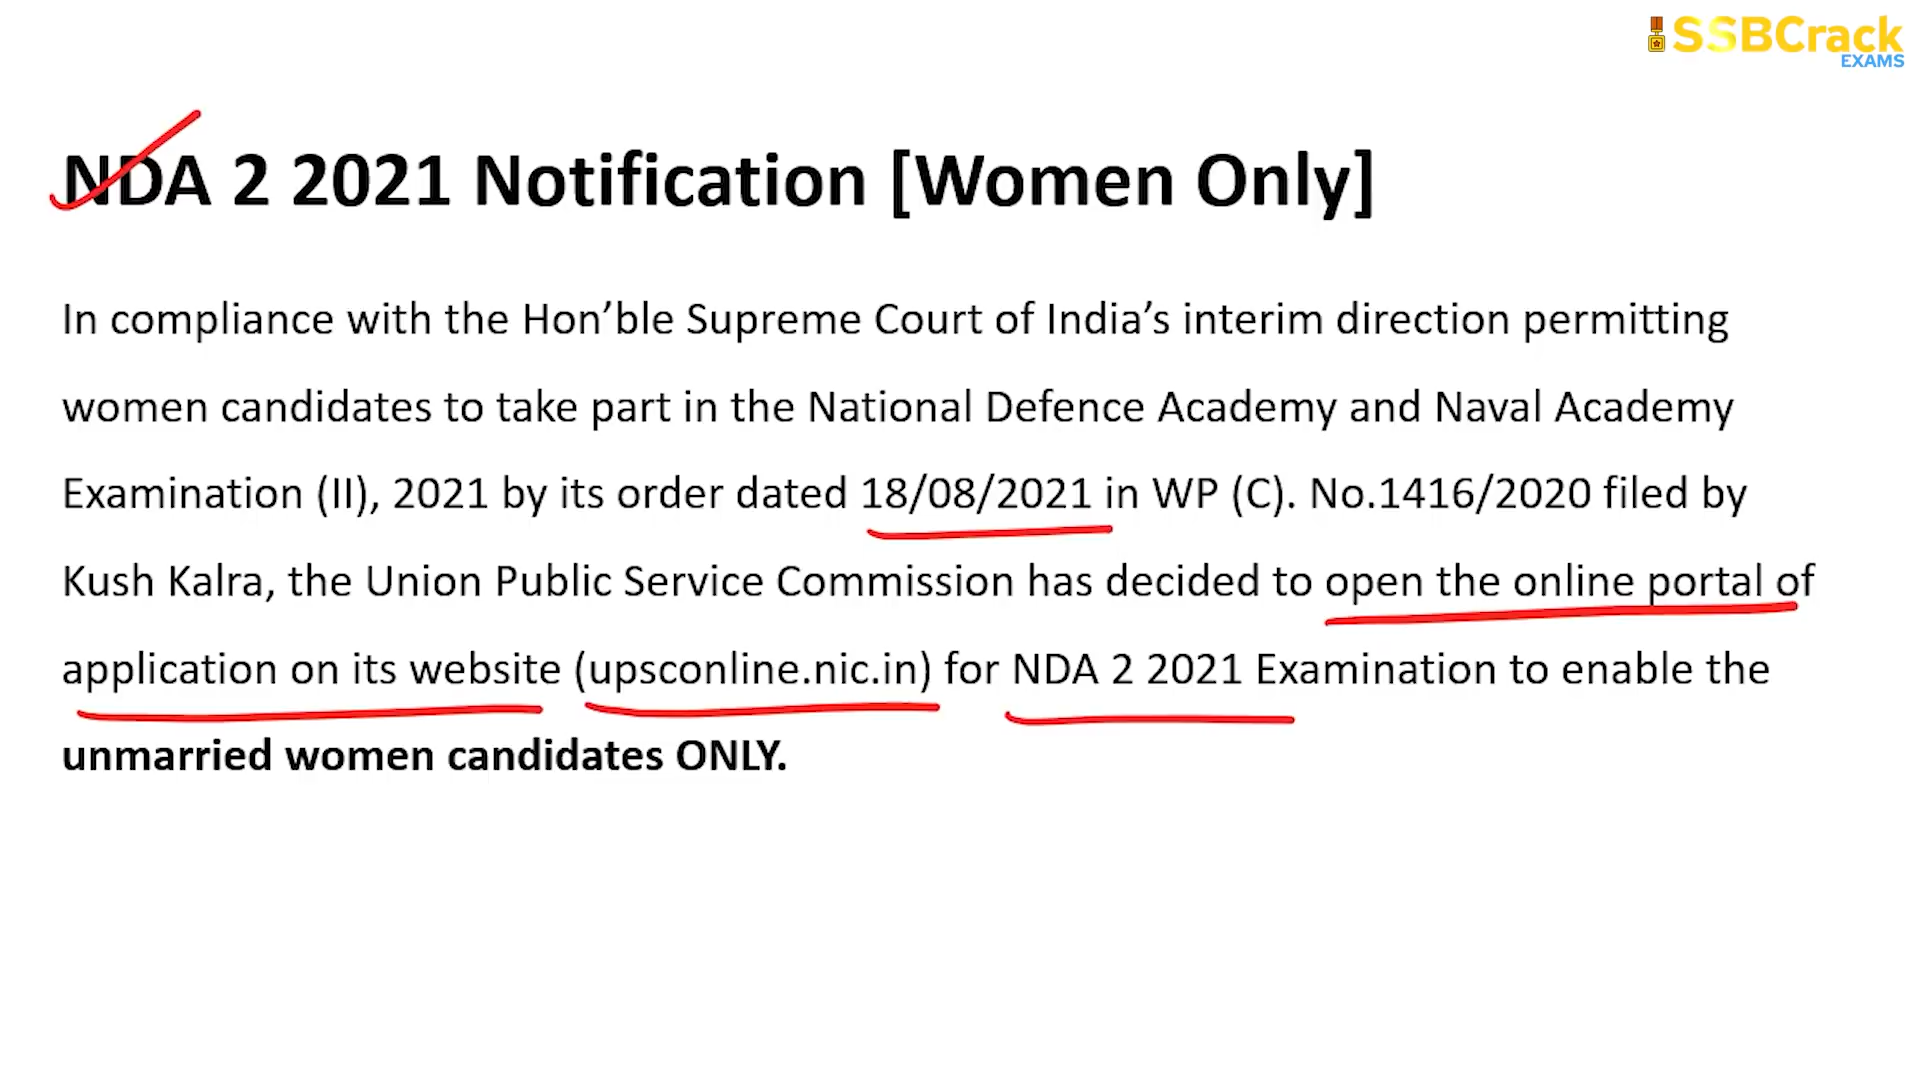 SSBCrack
EXAMS
NDA 2 2021 Notification [Women Only]
In compliance with the Hon’ble Supreme Court of India’s interim direction permitting
women candidates to take part in the National Defence Academy and Naval Academy
Examination (II), 2021 by its order dated 18/08/2021 in WP (C). No.1416/2020 filed by
Kush Kalra, the Union Public Service Commission has decided to open the online portal of
application on its website (upsconline.nic.in) for NDA 2 2021 Examination to enable the
unmarried women candidates ONLY.